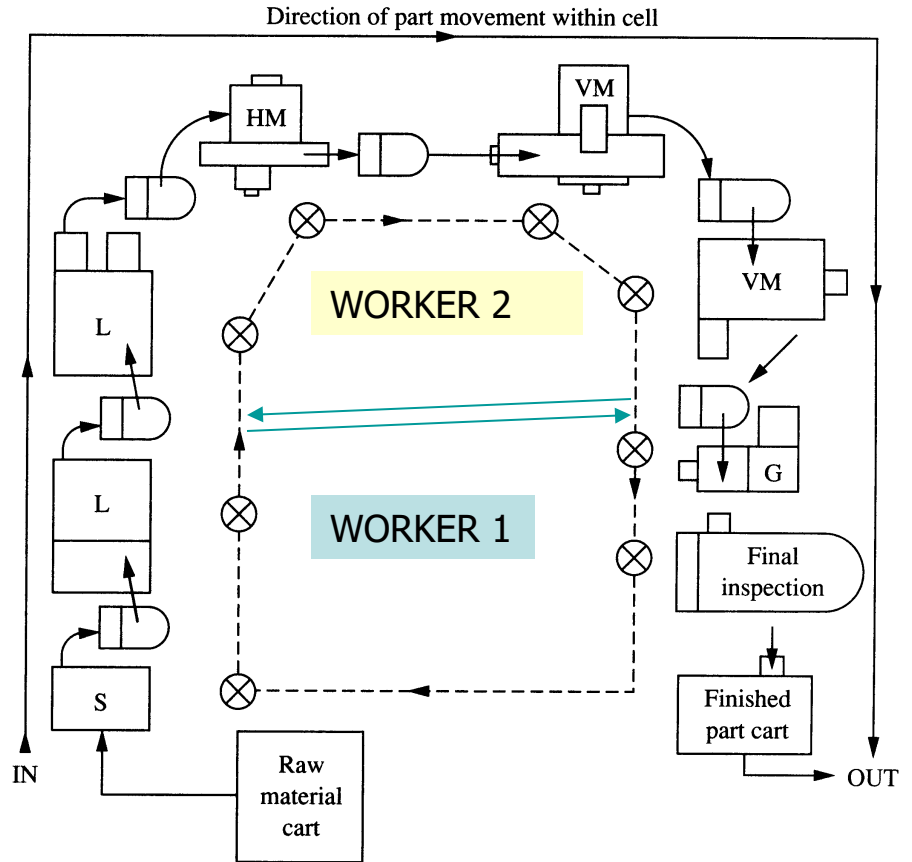 Direction of part movement within cell
HM
VM
L
WORKER 2
VM
L
G
WORKER 1
Final
inspection
S
Finished
part cart
IN
Raw
material
cart
OUT